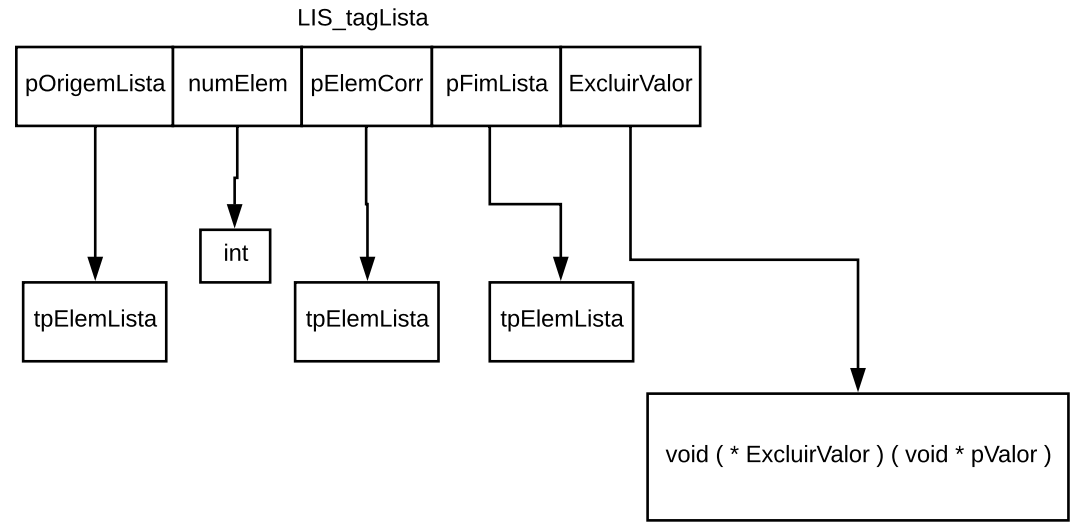 LIS_tagLista
pOrigemLista numElem pElemCorr pFimLista ExcluirValor
int
tpElemLista tpElemLista tpElemLista
void ( * ExcluirValor ) ( void * pValor )